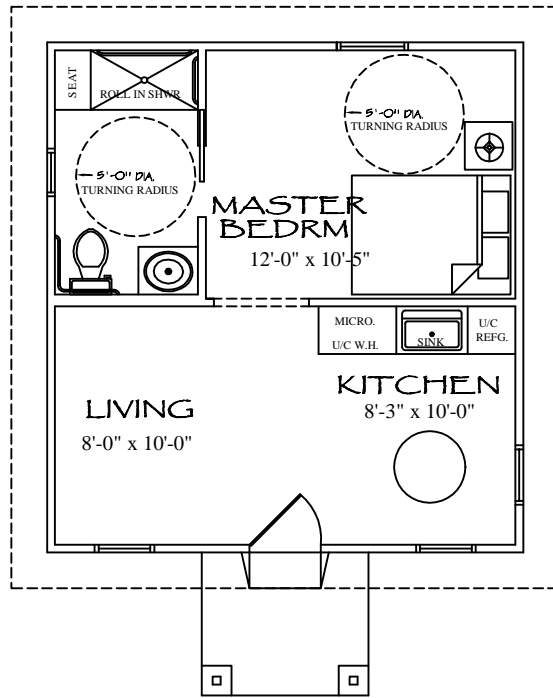 SEAT
ROLL IN SHWR
5'-0" DIA.
TURNING RADIUS
5'-0" DIA.
TURNING RADIUS
MASTER
BEDRM
12'-0" x 10'-5"
MICRO.
U/C W.H.
SINK
U/C
REFG.
LIVING
8'-0" x 10'-0"
KITCHEN
8'-3" x 10'-0"